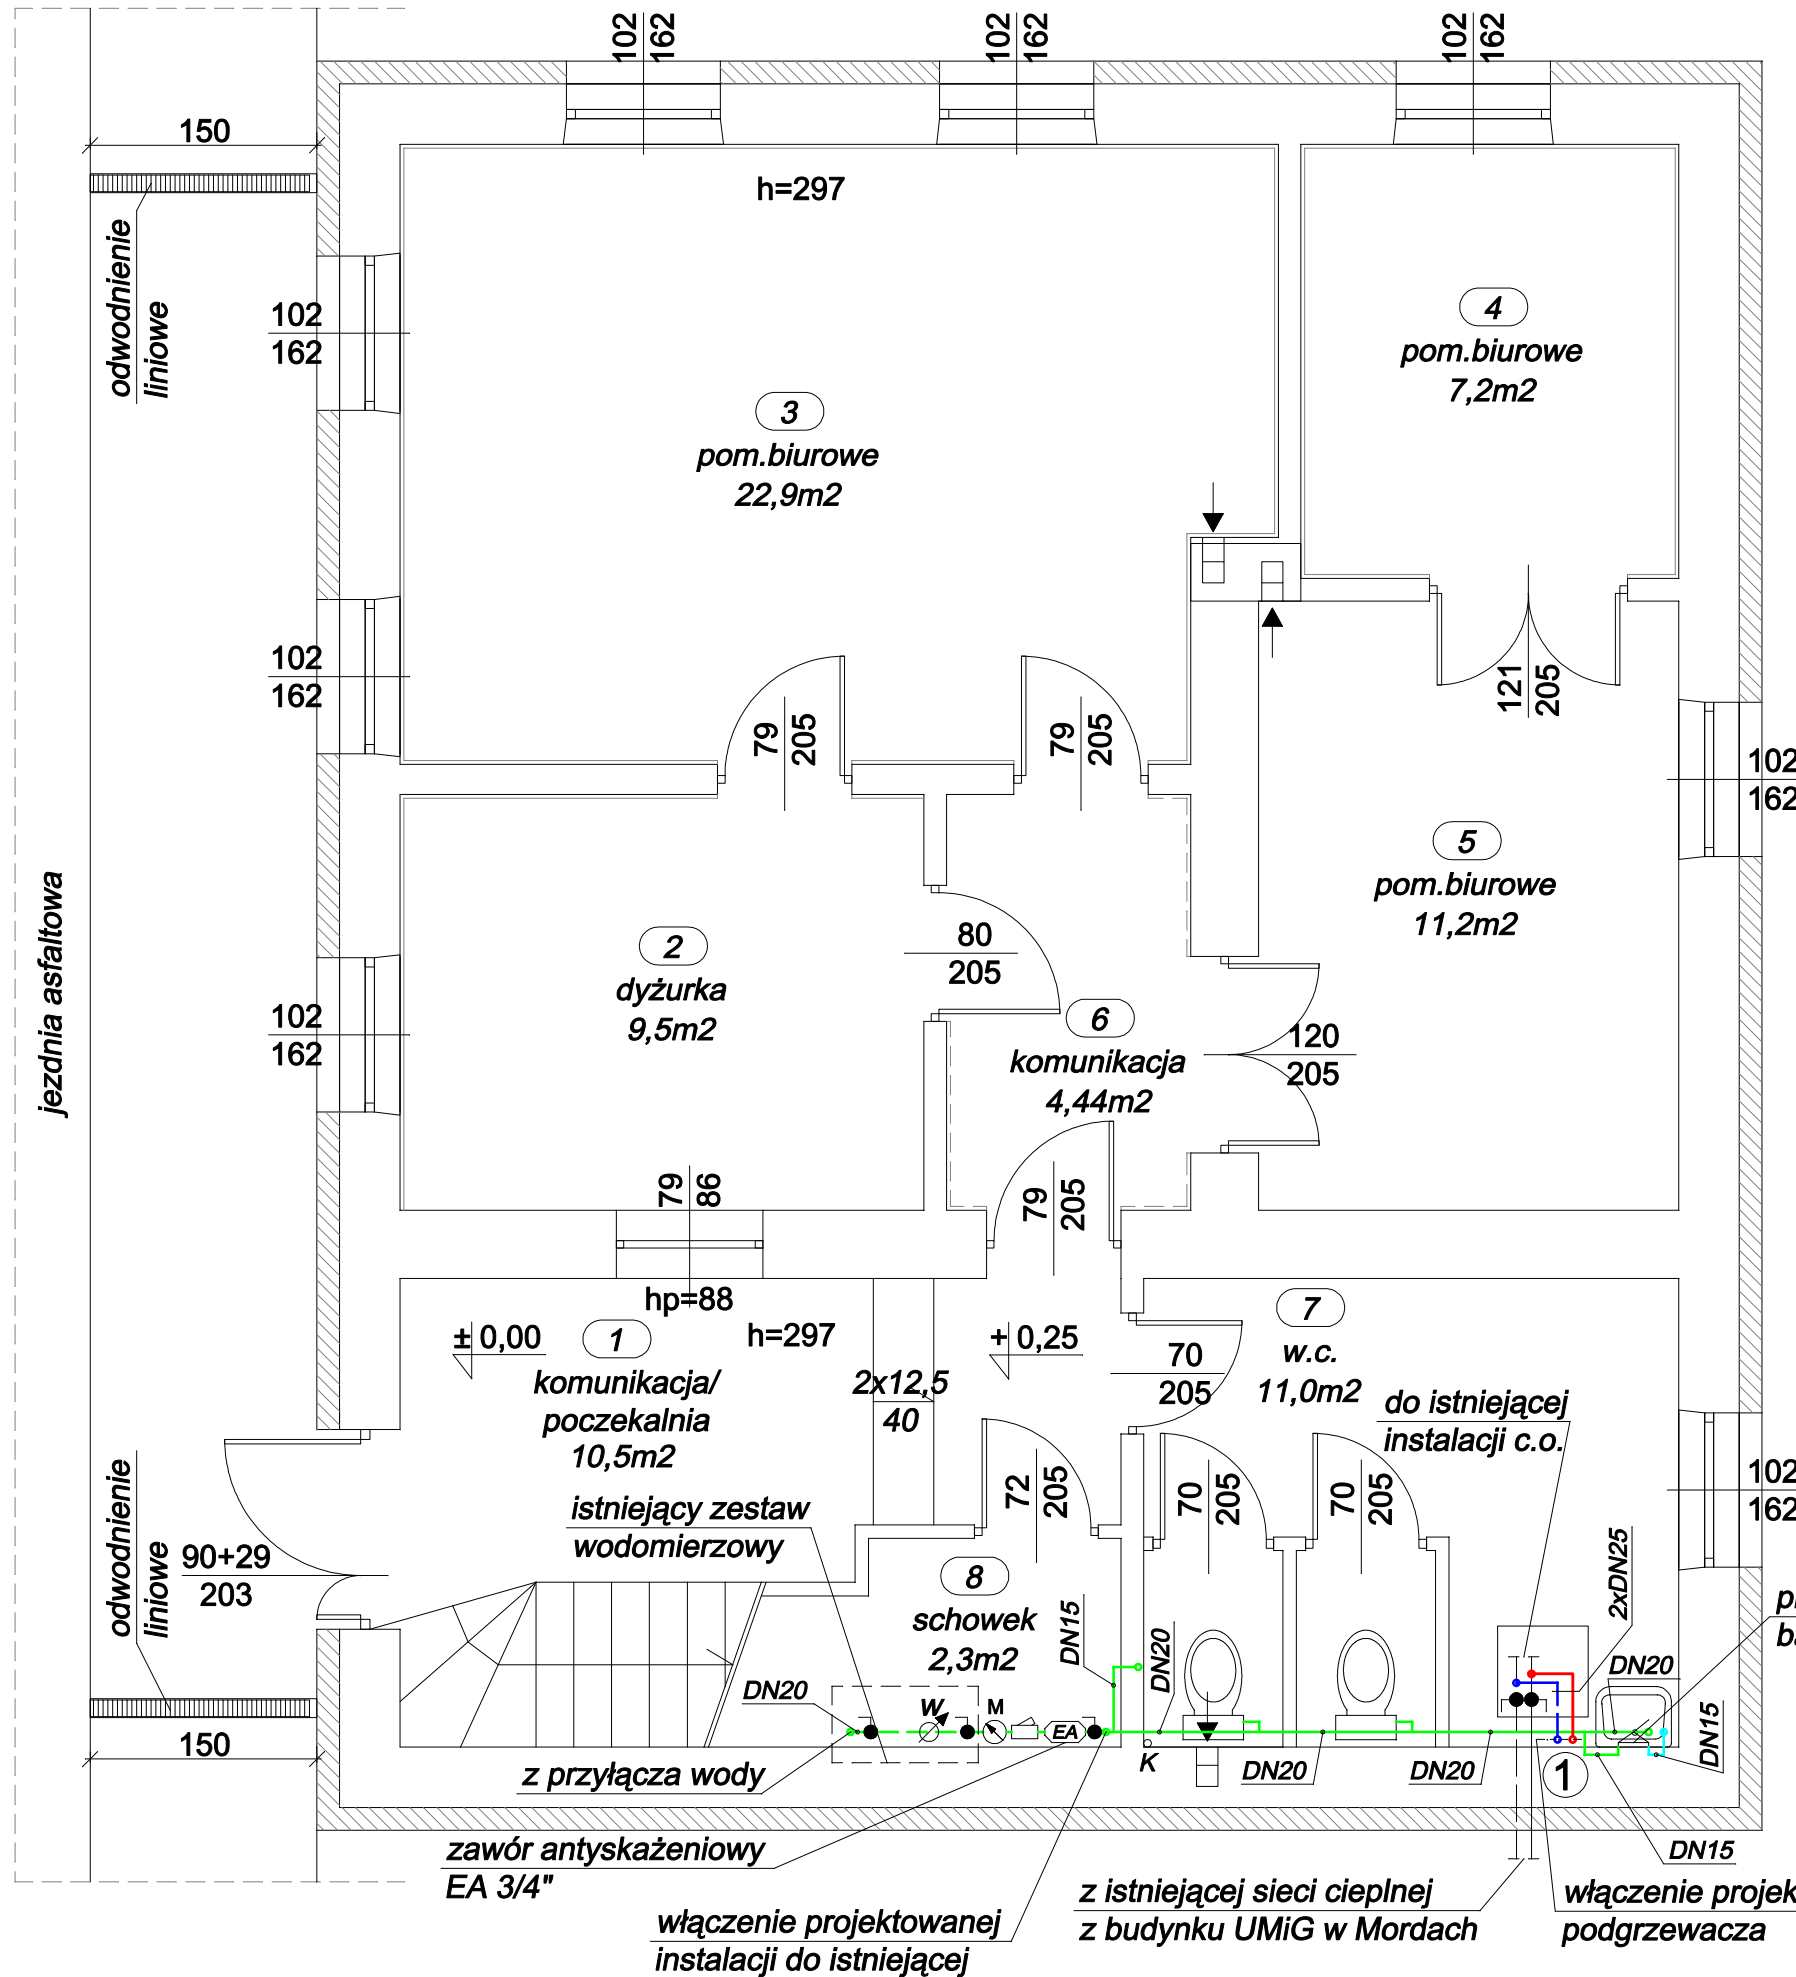 102
162
102
162
102
162
150
h=297
odwodnienie
liniowe
102
162
4
pom.biurowe
7,2m2
3
pom.biurowe
22,9m2
102
162
79
205
79
205
121
205
102
162
5
pom.biurowe
11,2m2
jezdnia asfaltowa
2
dyżurka
9,5m2
80
205
102
162
6
komunikacja
4,44m2
120
205
79
86
79
205
hp=88
h=297
± 0,00
1
komunikacja/
poczekalnia
10,5m2
2x12,5
40
+ 0,25
70
205
7
w.c.
11,0m2
do istniejącej
instalacji c.o.
istniejący zestaw
wodomierzowy
72
205
70
205
70
205
102
162
odwodnienie
liniowe
90+29
203
8
schowek
2,3m2
DN15
DN20
2xDN25
DN20
DN20
W
M
EA
DN15
150
z przyłącza wody
K
DN20
DN20
1
zawór antyskażeniowy
EA 3/4"
DN15
z istniejącej sieci cieplnej
z budynku UMiG w Mordach
włączenie projek
podgrzewacza
włączenie projektowanej
instalacji do istniejącej